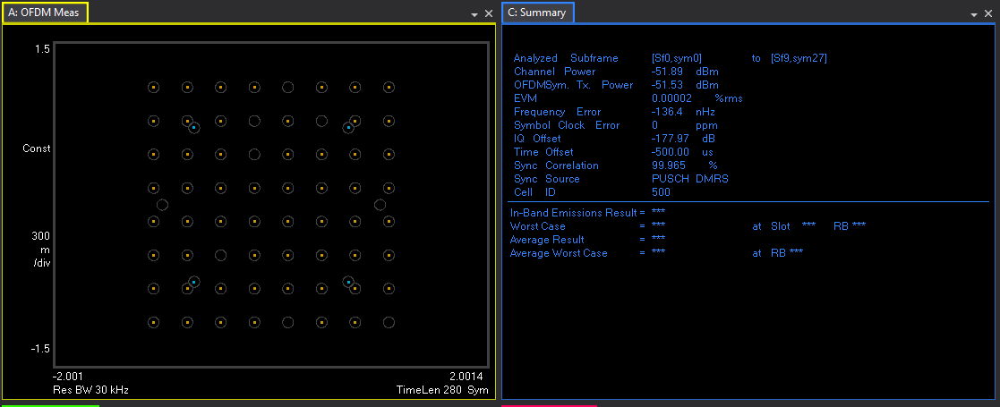 A: OFDM Meas
1.5
Const
300
m
/div
-1.5
-2.001 2.0014
Res BW 30 kHz TimeLen 280 Sym
C: Summary
Analyzed Subframe [Sf0,sym0] to [Sf9,sym27]
Channel Power -51.89 dBm
OFDMSym. Tx. Power -51.53 dBm
EVM 0.00002 %rms
Frequency Error -136.4 nHz
Symbol Clock Error 0 ppm
IQ Offset -177.97 dB
Time Offset -500.00 us
Sync Correlation 99.965 %
Sync Source PUSCH DMRS
Cell ID 500
In-Band Emissions Result = ***
Worst Case = *** at Slot *** RB ***
Average Result = ***
Average Worst Case = *** at RB ***